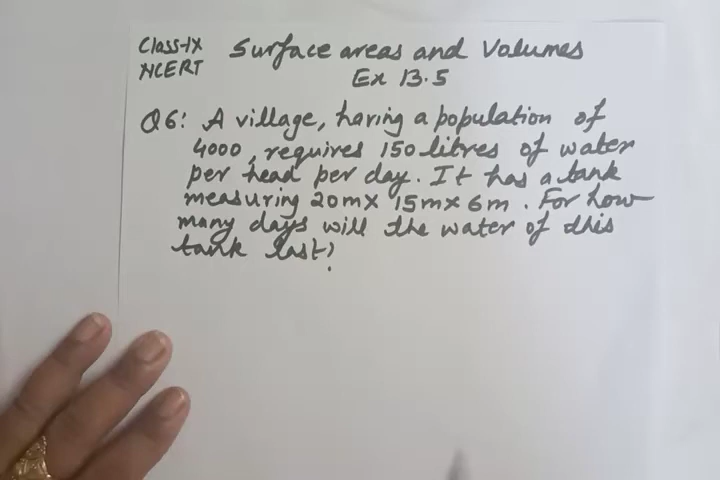 Class-IX Surface areas and Volumes
NCERT Ex 13.5
Q6: A village, having a population of
4000, requires 150 litres of water
per head per day. It has a tank
measuring 20m x 15m x 6m. For how
many days will the water of this
tank last?